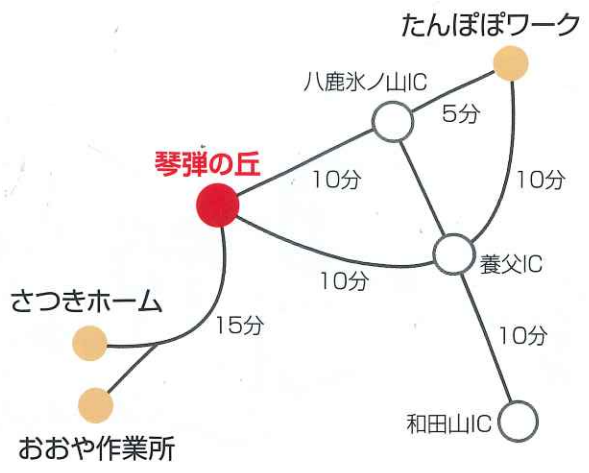 たんぽぽワーク
八鹿氷ノ山IC
5分
琴弾の丘
10分
10分
10分
養父IC
さつきホーム
15分
10分
おおや作業所
和田山IC